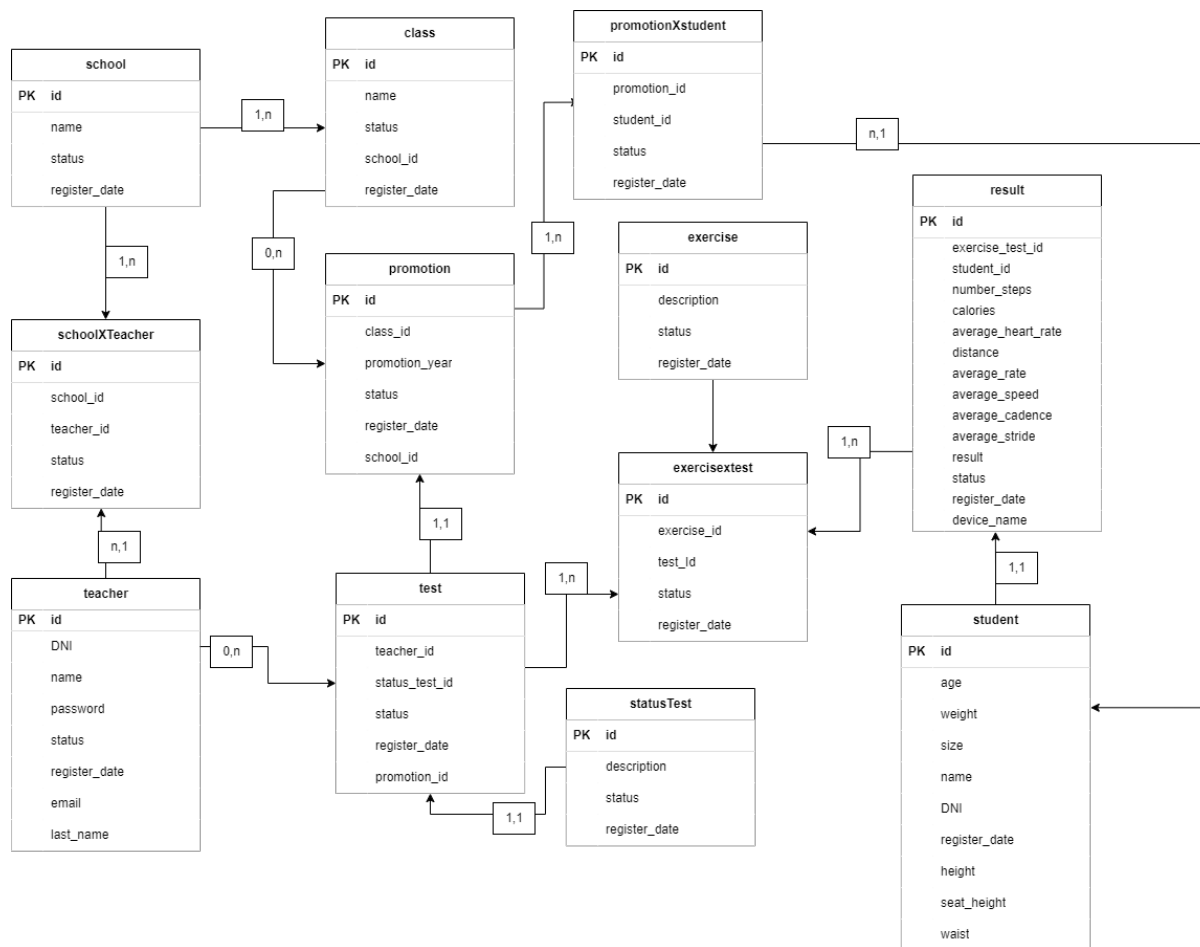 school
PK id
name
status
register_date
1,n
class
PK id
name
status
school_id
register_date
promotionXstudent
PK id
promotion_id
student_id
status
register_date
n,1
1,n
0,n
1,n
schoolXTeacher
PK id
school_id
teacher_id
status
register_date
promotion
PK id
class_id
promotion_year
status
register_date
school_id
exercise
PK id
description
status
register_date
result
PK id
exercise_test_id
student_id
number_steps
calories
average_heart_rate
distance
average_rate
average_speed
average_cadence
average_stride
result
status
register_date
device_name
1,n
exercisextest
PK id
exercise_id
test_Id
status
register_date
n,1
1,1
1,n
1,1
teacher
PK id
DNI
name
password
status
register_date
email
last_name
0,n
test
PK id
teacher_id
status_test_id
status
register_date
promotion_id
statusTest
PK id
description
status
register_date
1,1
student
PK id
age
weight
size
name
DNI
register_date
height
seat_height
waist